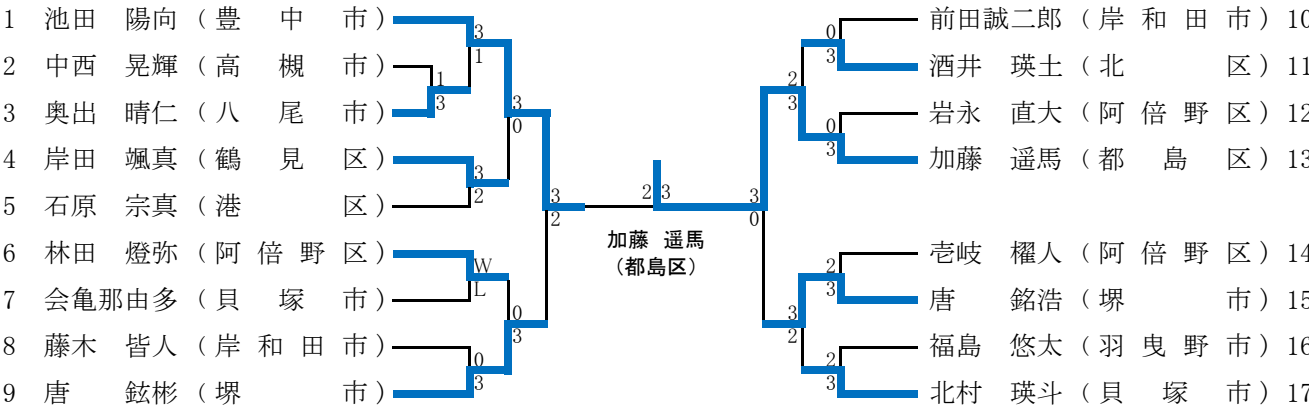 1 池田 陽向 (豊中市)
2 中西 晃輝 (高槻市)
3 奥出 晴仁 (八尾市)
4 岸田 颯真 (鶴見区)
5 石原 宗真 (港区)
6 林田 燈弥 (阿倍野区)
7 会亀那由多 (貝塚市)
8 藤木 皆人 (岸和田市)
9 唐 鉉彬 (堺市)
3
1
1
3
3
0
3
2
3
2
W
L
0
3
0
3
2 3
加藤 遥馬
(都島区)
3
0
2
3
0
3
0
3
3
2
2
3
2
3
前田誠二郎 (岸和田市) 10
酒井 瑛士 (北区) 11
岩永 直大 (阿倍野区) 12
加藤 遥馬 (都島区) 13
壱岐 櫂人 (阿倍野区) 14
唐 銘浩 (堺市) 15
福島 悠太 (羽曳野市) 16
北村 瑛斗 (貝塚市) 17